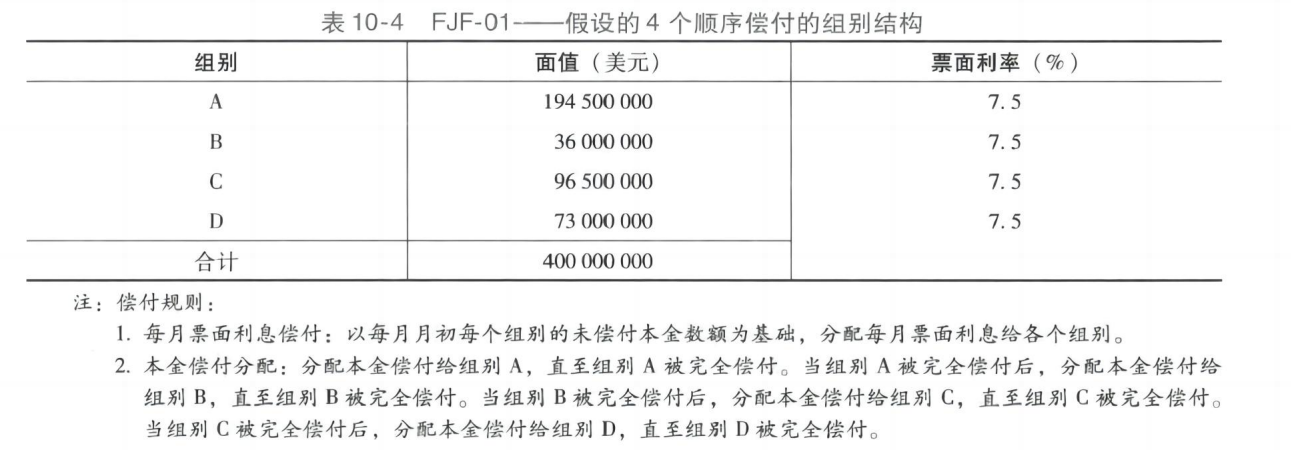 表 10-4 FJF-01——假设的 4 个顺序偿付的组别结构
组别 面值（美元） 票面利率（%）
A 194 500 000 7.5
B 36 000 000 7.5
C 96 500 000 7.5
D 73 000 000 7.5
合计 400 000 000
注：偿付规则：
1. 每月票面利息偿付：以每月月初每个组别的未偿付本金数额为基础，分配每月票面利息给各个组别。
2. 本金偿付分配：分配本金偿付给组别 A，直至组别 A 被完全偿付。当组别 A 被完全偿付后，分配本金偿付给
组别 B，直至组别 B 被完全偿付。当组别 B 被完全偿付后，分配本金偿付给组别 C，直至组别 C 被完全偿付。
当组别 C 被完全偿付后，分配本金偿付给组别 D，直至组别 D 被完全偿付。